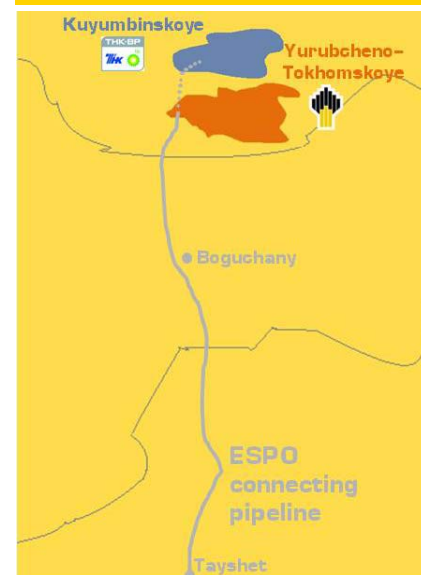 Kuyumbinskoye
ТНК-ВР
ТНК
Yurubcheno–
Tokhomskoye
Boguchany
ESPO
connecting
pipeline
Tayshet